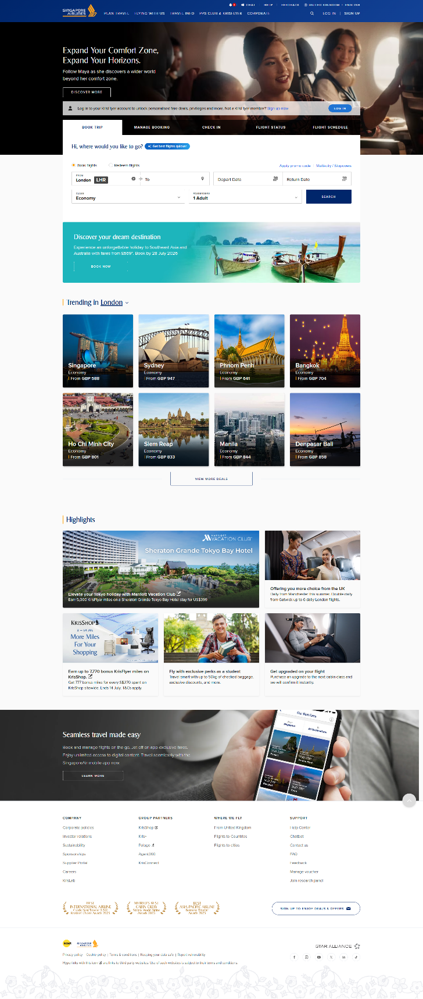 SINGAPORE AIRLINES
CHAT
HELP
FEEDBACK
UNITED KINGDOM - ENGLISH
PLAN TRAVEL
FLYING WITH US
TRAVEL INFO
PPS CLUB & KRISFLYER
CORPORATE
LOG IN
SIGN UP
Expand Your Comfort Zone,
Expand Your Horizons.
Follow Maya as she discovers a wider world
beyond her comfort zone.
DISCOVER MORE
Log in to your KrisFlyer account to unlock personalised fare deals, privileges and more. Not a KrisFlyer member? Sign up now
LOG IN
BOOK TRIP
MANAGE BOOKING
CHECK IN
FLIGHT STATUS
FLIGHT SCHEDULE
Hi, where would you like to go?
Get best flights quicker
Book flights
Redeem flights
Apply promo code
Multi-city / Stopovers
FROM
London LHR
To
Depart Date
Return Date
CLASS
Economy
PASSENGERS
1 Adult
SEARCH
Discover your dream destination
Experience an unforgettable holiday to Southeast Asia and
Australia with fares from £669*. Book by 28 July 2026
BOOK NOW
Trending in London
Singapore
Economy
From GBP 588
Sydney
Economy
From GBP 947
Phnom Penh
Economy
From GBP 641
Bangkok
Economy
From GBP 704
Ho Chi Minh City
Economy
From GBP 801
Siem Reap
Economy
From GBP 833
Manila
Economy
From GBP 844
Denpasar Bali
Economy
From GBP 858
VIEW MORE DEALS
Highlights
MARRIOTT
VACATION CLUB
Sheraton Grande Tokyo Bay Hotel
Elevate your Tokyo holiday with Marriott Vacation Club
Earn 5,000 KrisFlyer miles on a Sheraton Grande Tokyo Bay Hotel stay for US$399
Offering you more choice from the UK
Daily from Manchester this summer. Double daily
from Gatwick up to 6 daily London flights.
KRISSHOP
2 — 14 JUL
More Miles
For Your
Shopping
Earn up to 7,770 bonus KrisFlyer miles on
KrisShop.
Get 777 bonus miles for every S$270 spent on
KrisShop sitewide. Ends 14 July. T&Cs apply.
Fly with exclusive perks as a student
Travel smart with up to 50kg of checked baggage,
exclusive discounts, and more.
Get upgraded on your flight
Purchase an upgrade to the next cabin class and
we will confirm it instantly.
Seamless travel made easy
Book and manage flights on the go. Jet off on app-exclusive fares.
Enjoy unlimited access to digital content. Travel seamlessly with the
SingaporeAir mobile app now.
LEARN MORE
Our Best Fares
Singapore
All Destinations
Phnom Penh
Bangkok
COMPANY
Corporate policies
Investor relations
Sustainability
Sponsorships
Supplier Portal
Careers
KrisLab
GROUP PARTNERS
KrisShop
Kris+
Pelago
Agent360
KrisConnect
WHERE WE FLY
From United Kingdom
Flights to Countries
Flights to cities
SUPPORT
Help Center
Chatbot
Contact us
FAQ
Feedback
Manage voucher
Join research panel
BEST
INTERNATIONAL AIRLINE
Conde Nast Traveler (USA)
Readers' Choice Awards 2025
WORLD'S BEST
CABIN CREW
Skytrax World Airline
Awards 2025
BEST
ASIA-PACIFIC AIRLINE
Business Traveller
Awards 2025
SIGN UP TO ENJOY DEALS & OFFERS
scoot
SINGAPORE AIRLINES
STAR ALLIANCE
Privacy policy | Cookie policy | Terms & conditions | Keeping your data safe | Report vulnerability
Hyperlinks with this icon are links to third party websites. Use of such websites is subject to their terms and conditions.